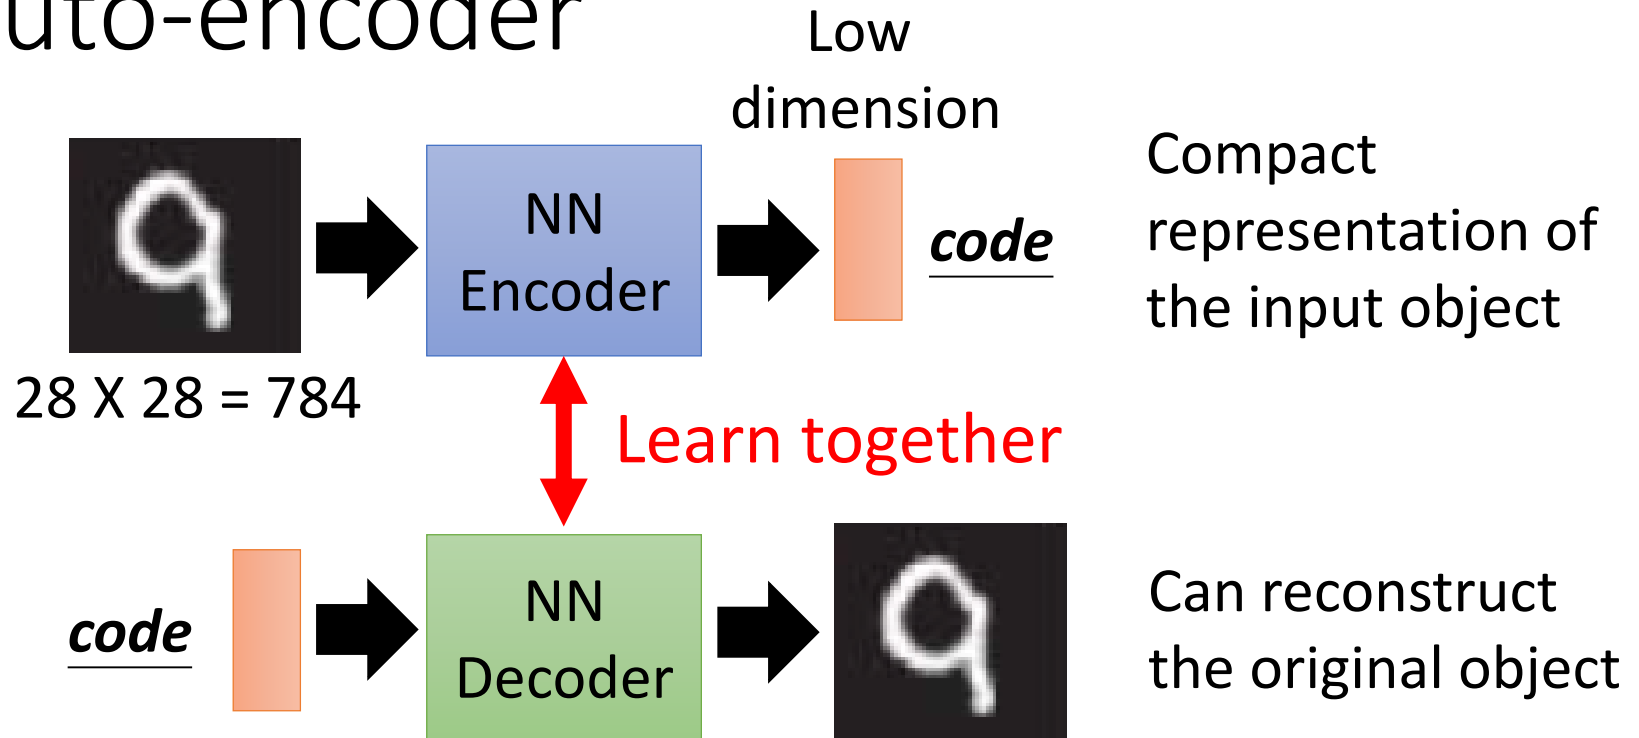 uto-encoder
Low
dimension
NN
Encoder
code
Compact
representation of
the input object
28 X 28 = 784
Learn together
code
NN
Decoder
Can reconstruct
the original object